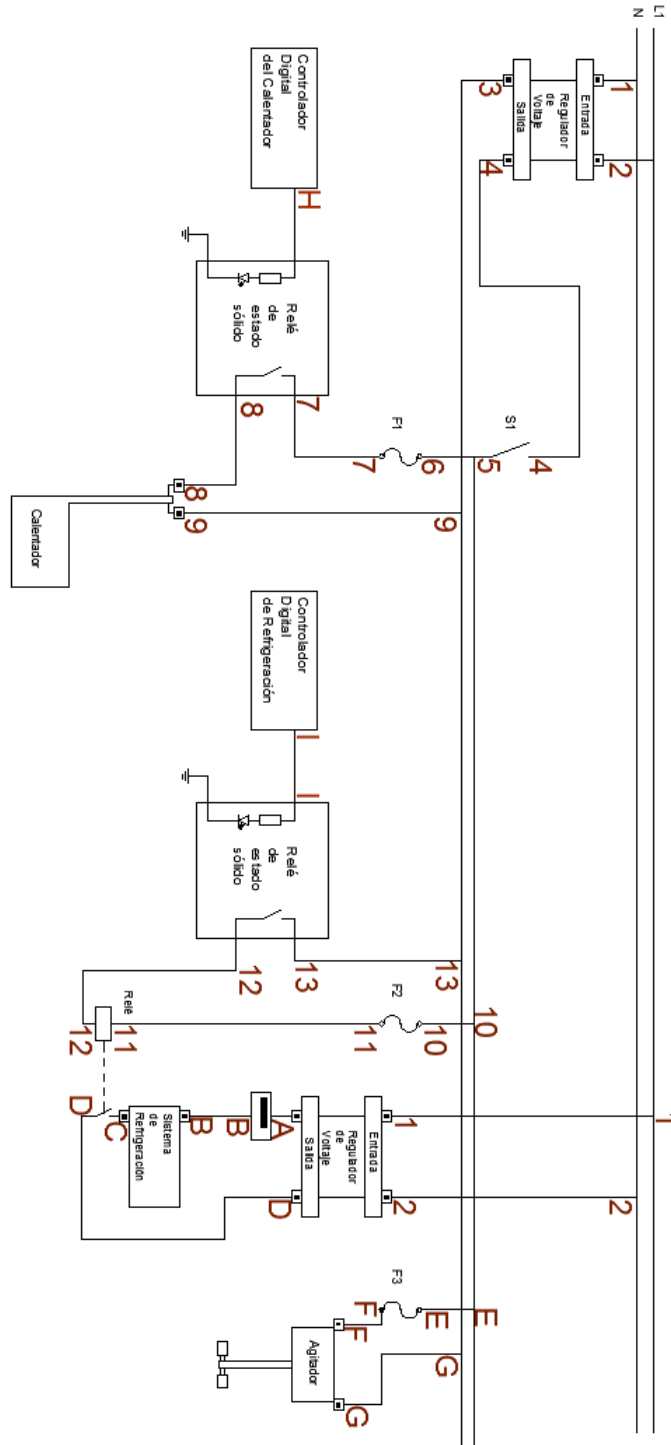 L1
N
1
2
Entrada
Regulador
de
Voltaje
Salida
3
4
S1
4
5
6
F1
7
7
8
8
9
9
Controlador
Digital
del Calentador
H
Relé
de
estado
sólido
Calentador
Controlador
Digital
de Refrigeración
I
I
Relé
de
estado
sólido
13
13
12
10
10
F2
11
11
Relé
12
1
2
1
2
Entrada
Regulador
de
Voltaje
Salida
A
D
B
B
Sistema
de
Refrigeración
C
D
E
E
F3
F
F
G
G
Agitador